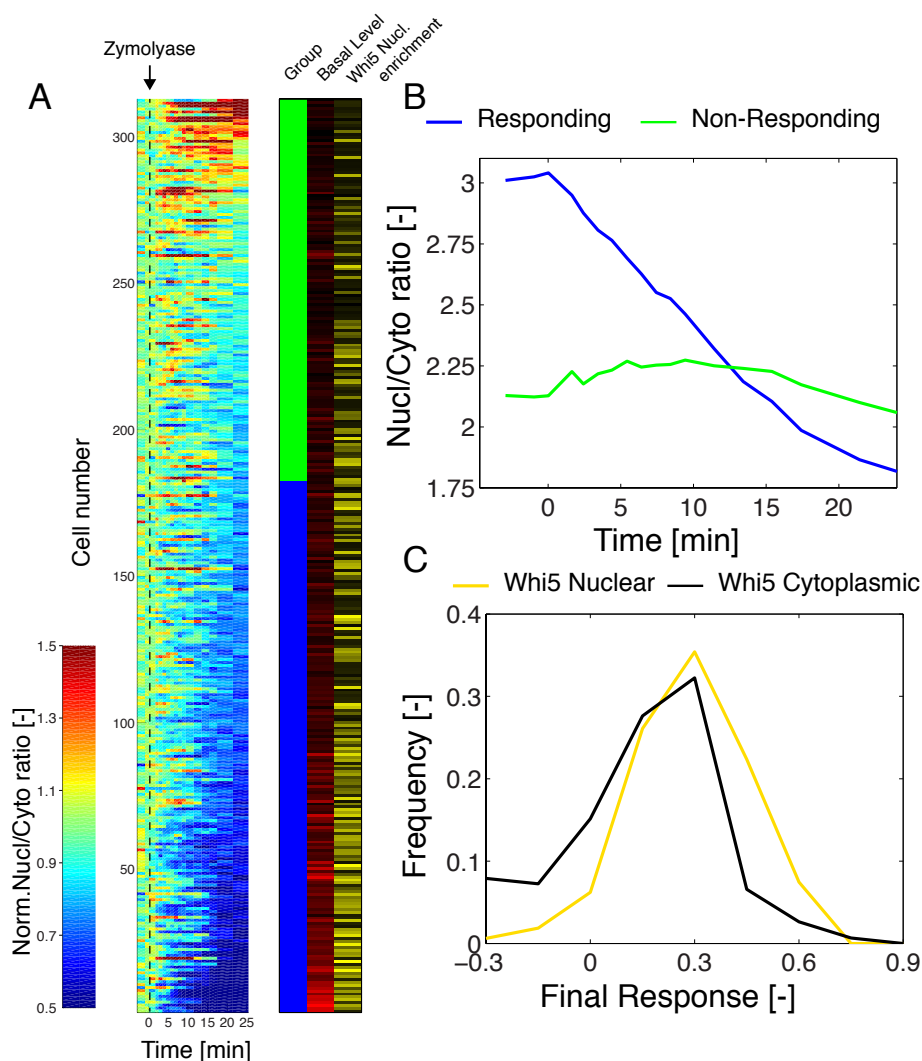 Zymolyase
Group
Basal Level
Whi5 Nucl.
enrichment
A
300
250
200
150
100
50
Cell number
1.5
1.3
1.1
0.9
0.7
0.5
Norm.Nucl/Cyto ratio [-]
0 5 10 15 20 25
Time [min]
B
Responding Non-Responding
3
2.75
2.5
2.25
2
1.75
Nucl/Cyto ratio [-]
0 5 10 15 20
Time [min]
C
Whi5 Nuclear Whi5 Cytoplasmic
0.4
0.3
0.2
0.1
0
Frequency [-]
−0.3 0 0.3 0.6 0.9
Final Response [-]